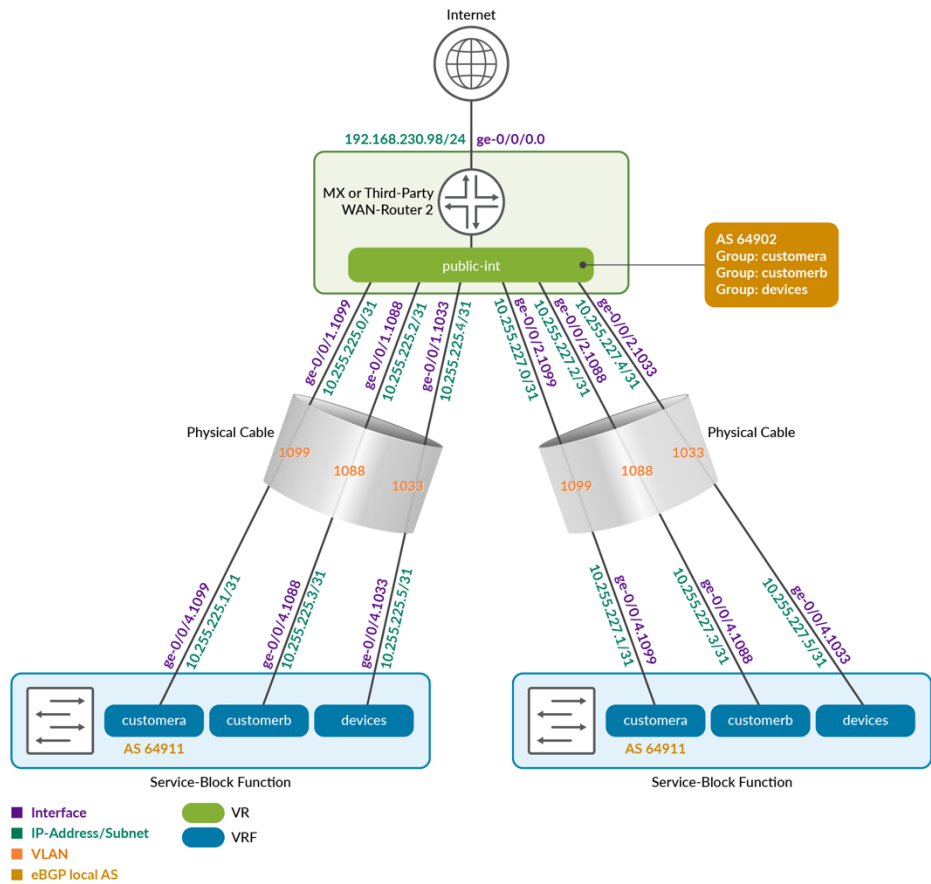 Internet
192.168.230.98/24
ge-0/0/0.0
MX or Third-Party
WAN-Router 2
public-int
AS 64902
Group: customera
Group: customerb
Group: devices
ge-0/0/1.1099
10.255.225.0/31
ge-0/0/1.1088
10.255.225.2/31
ge-0/0/1.1033
10.255.225.4/31
ge-0/0/2.1099
10.255.227.0/31
ge-0/0/2.1088
10.255.227.2/31
ge-0/0/2.1033
10.255.227.4/31
Physical Cable
1099
1088
1033
Physical Cable
1099
1088
1033
ge-0/0/4.1099
10.255.225.1/31
ge-0/0/4.1088
10.255.225.3/31
ge-0/0/4.1033
10.255.225.5/31
ge-0/0/4.1099
10.255.227.1/31
ge-0/0/4.1088
10.255.227.3/31
ge-0/0/4.1033
10.255.227.5/31
customera
customerb
devices
AS 64911
Service-Block Function
customera
customerb
devices
AS 64911
Service-Block Function
Interface
IP-Address/Subnet
VLAN
eBGP local AS
VR
VRF